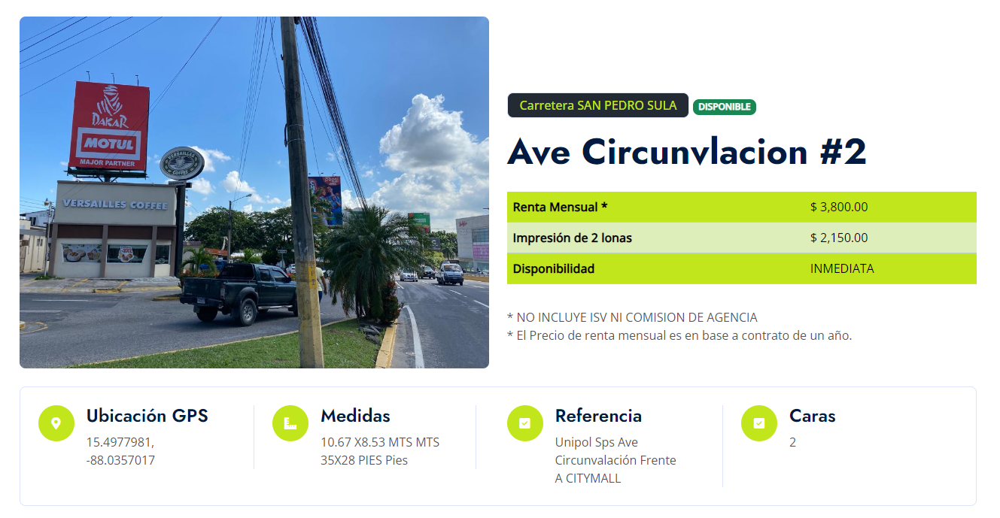 DAKAR
MOTUL
MAJOR PARTNER
VERSAILLES
COFFEE
VERSAILLES COFFEE
pepsi
Carretera SAN PEDRO SULA
DISPONIBLE
Ave Circunvlacion #2
Renta Mensual * $ 3,800.00
Impresión de 2 lonas $ 2,150.00
Disponibilidad INMEDIATA
* NO INCLUYE ISV NI COMISION DE AGENCIA
* El Precio de renta mensual es en base a contrato de un año.
Ubicación GPS
15.4977981,
-88.0357017
Medidas
10.67 X8.53 MTS MTS
35X28 PIES Pies
Referencia
Unipol Sps Ave
Circunvalación Frente
A CITYMALL
Caras
2